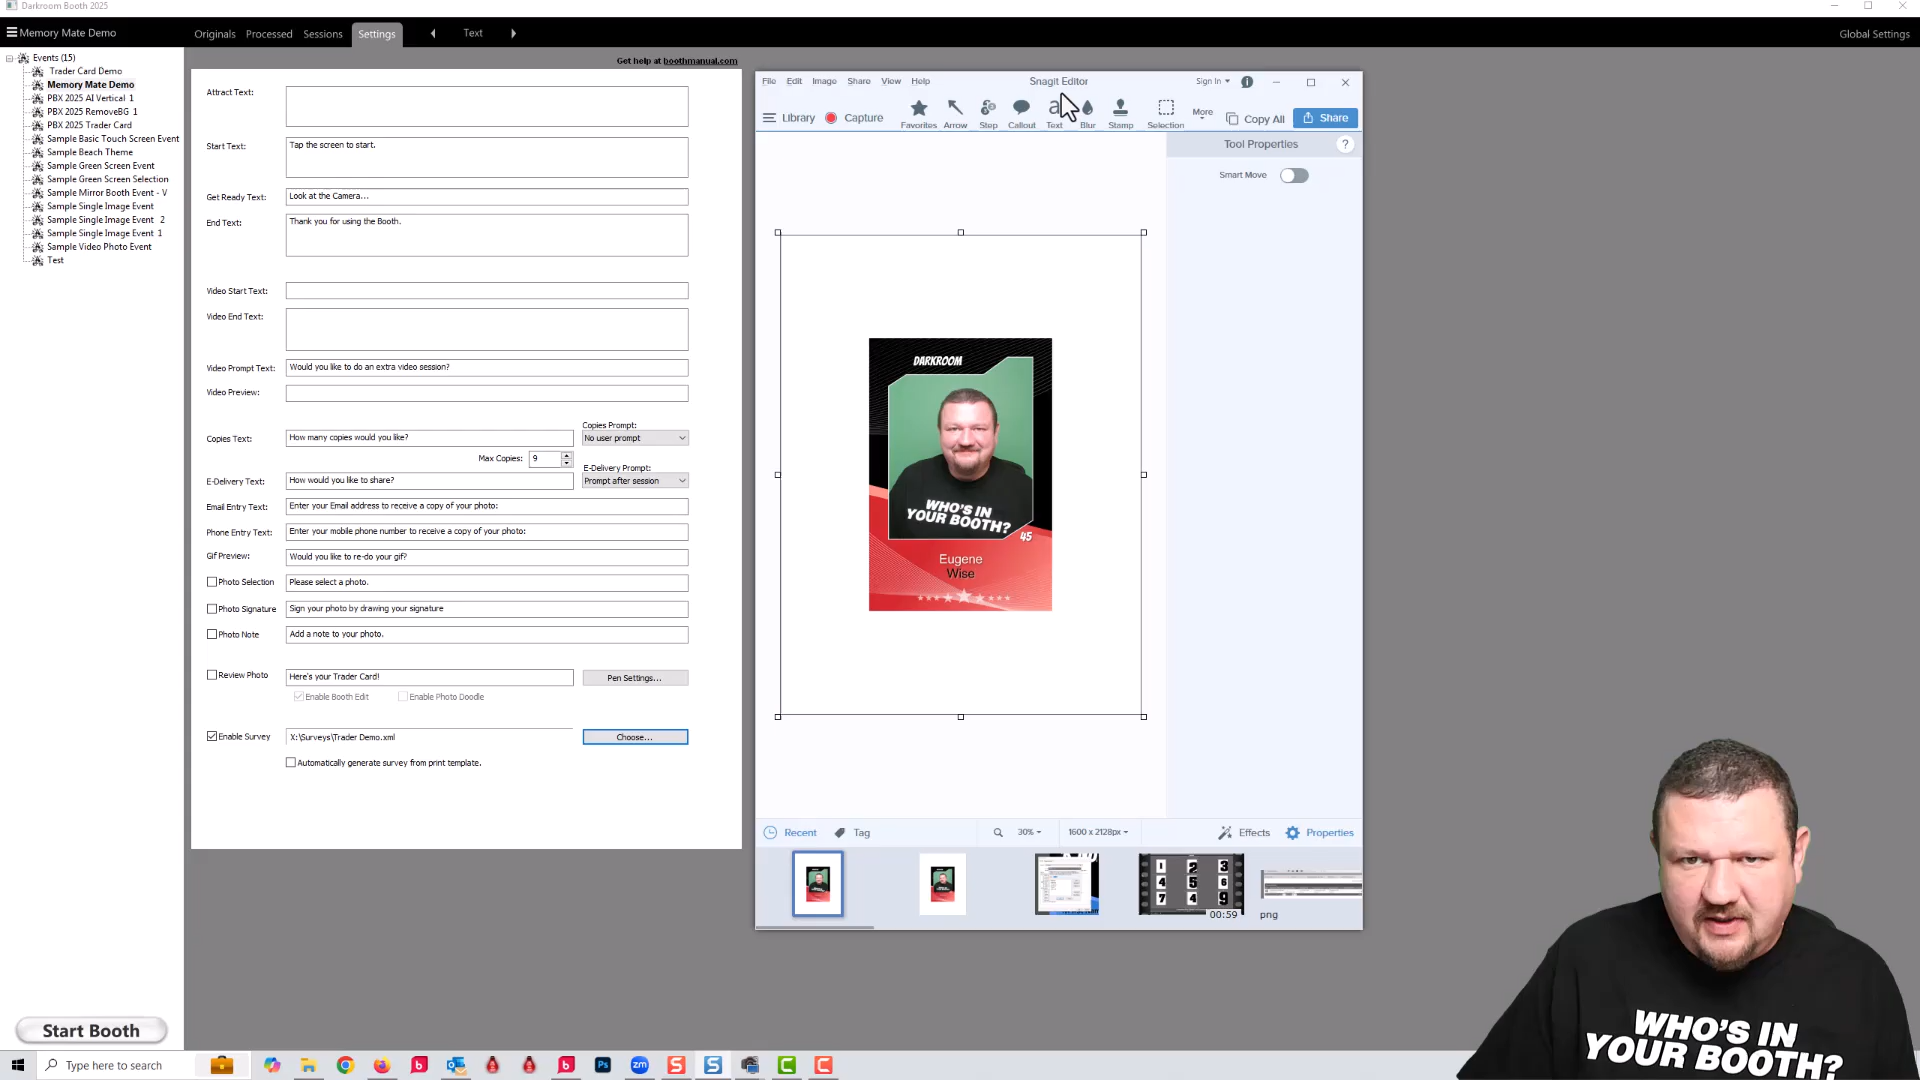 Darkroom Booth 2025
Memory Mate Demo
Originals Processed Sessions Settings Text Global Settings
Events (15)
Trader Card Demo
Memory Mate Demo
PBX 2025 AI Vertical 1
PBX 2025 RemoveBG 1
PBX 2025 Trader Card
Sample Basic Touch Screen Event
Sample Beach Theme
Sample Green Screen Event
Sample Green Screen Selection
Sample Mirror Booth Event - V
Sample Single Image Event
Sample Single Image Event 2
Sample Single Image Event 1
Sample Video Photo Event
Test
Start Booth
Get help at boothmanual.com
Attract Text:
Start Text: Tap the screen to start.
Get Ready Text: Look at the Camera...
End Text: Thank you for using the Booth.
Video Start Text:
Video End Text:
Video Prompt Text: Would you like to do an extra video session?
Video Preview:
Copies Prompt:
Copies Text: How many copies would you like? No user prompt
Max Copies: 9
E-Delivery Prompt:
E-Delivery Text: How would you like to share? Prompt after session
Email Entry Text: Enter your Email address to receive a copy of your photo:
Phone Entry Text: Enter your mobile phone number to receive a copy of your photo:
Gif Preview: Would you like to re-do your gif?
Photo Selection Please select a photo.
Photo Signature Sign your photo by drawing your signature
Photo Note Add a note to your photo.
Review Photo Here's your Trader Card! Pen Settings...
Enable Booth Edit Enable Photo Doodle
Enable Survey X:\Surveys\Trader Demo.xml Choose...
Automatically generate survey from print template.
File Edit Image Share View Help Snagit Editor Sign In
Library Capture Favorites Arrow Step Callout Text Blur Stamp Selection More Copy All Share
Tool Properties ?
Smart Move
DARKROOM
WHO'S IN
YOUR BOOTH?
45
Eugene
Wise
Recent Tag 30% 1600 x 2128px Effects Properties
1 2 3
4 5 6
7 4 9
00:59
png
WHO'S IN
YOUR BOOTH?
Type here to search